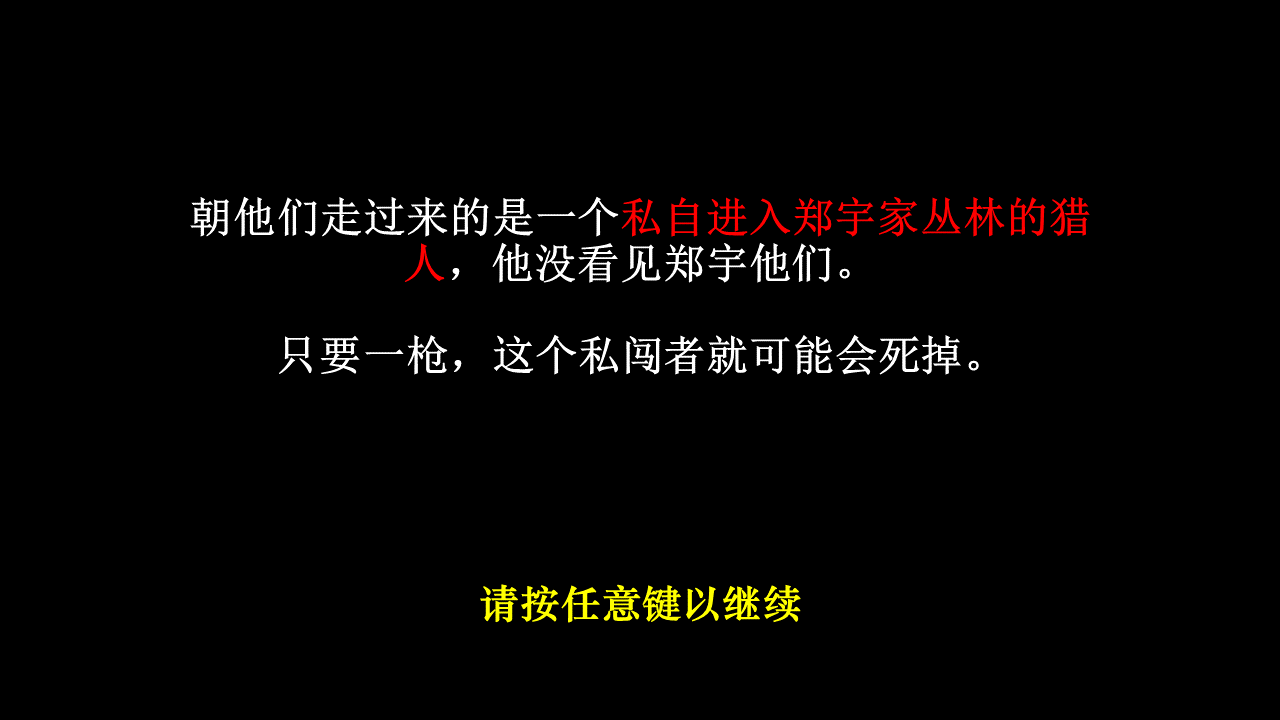 朝他们走过来的是一个私自进入郑宇家丛林的猎
人，他没看见郑宇他们。
只要一枪，这个私闯者就可能会死掉。
请按任意键以继续